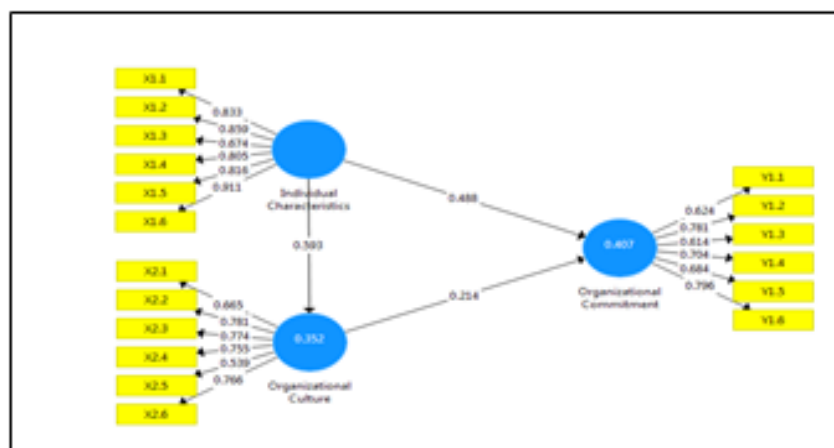 X1.1
X1.2
X1.3
X1.4
X1.5
X1.6
0.833
0.859
0.674
0.805
0.816
0.911
Individual
Characteristics
0.488
0.593
0.214
X2.1
X2.2
X2.3
X2.4
X2.5
X2.6
0.665
0.781
0.774
0.755
0.539
0.766
0.352
Organizational
Culture
0.407
Organizational
Commitment
0.624
0.781
0.614
0.704
0.684
0.796
Y1.1
Y1.2
Y1.3
Y1.4
Y1.5
Y1.6